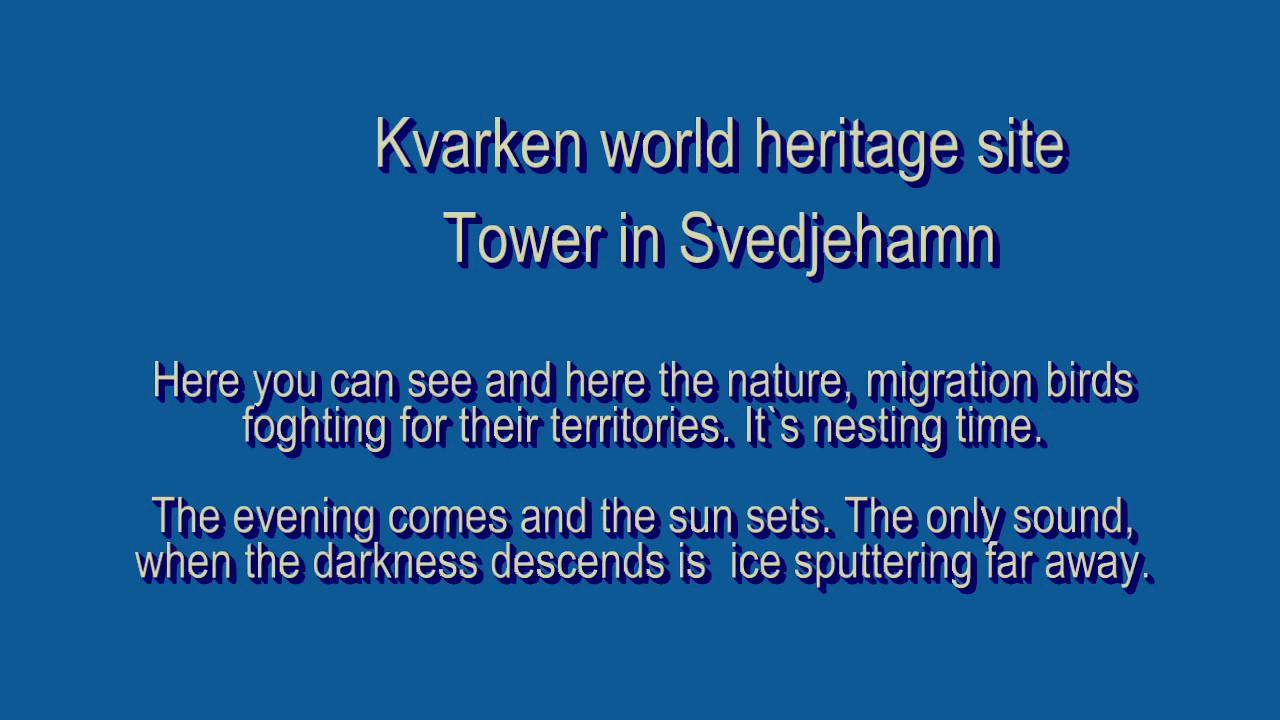 Kvarken world heritage site
Tower in Svedjehamn
Here you can see and here the nature, migration birds
foghting for their territories. It`s nesting time.
The evening comes and the sun sets. The only sound,
when the darkness descends is  ice sputtering far away.